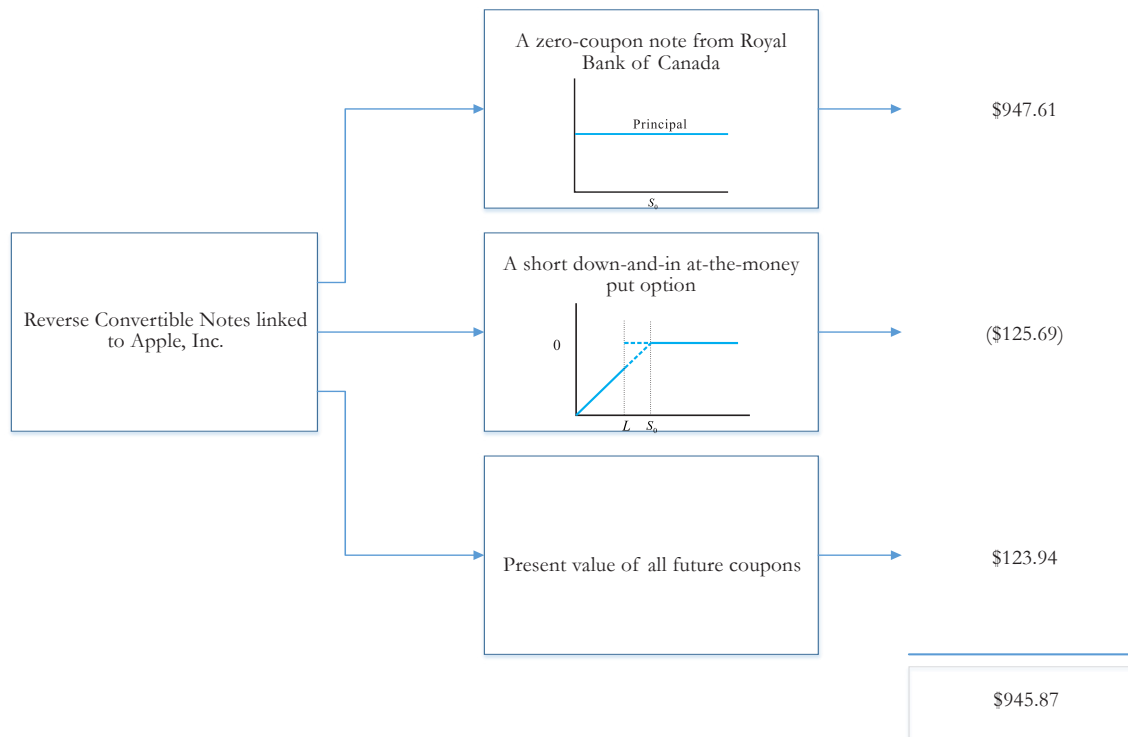 A zero-coupon note from Royal
Bank of Canada
Principal
S₀
$947.61
Reverse Convertible Notes linked
to Apple, Inc.
A short down-and-in at-the-money
put option
0
L S₀
($125.69)
Present value of all future coupons
$123.94
$945.87